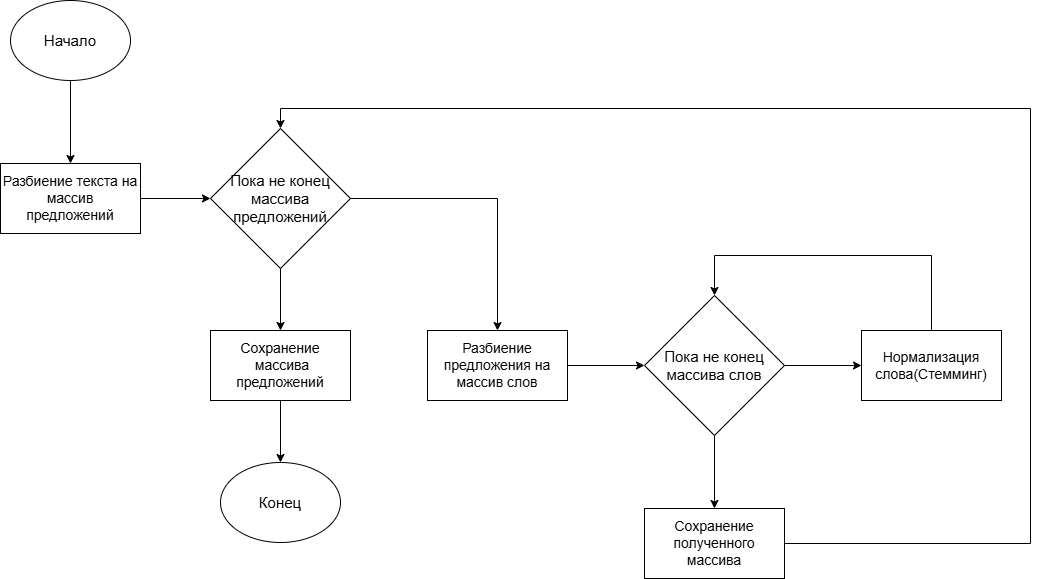 Начало
Разбиение текста на
массив
предложений
Пока не конец
массива
предложений
Сохранение
массива
предложений
Конец
Разбиение
предложения на
массив слов
Пока не конец
массива слов
Нормализация
слова(Стемминг)
Сохранение
полученного
массива